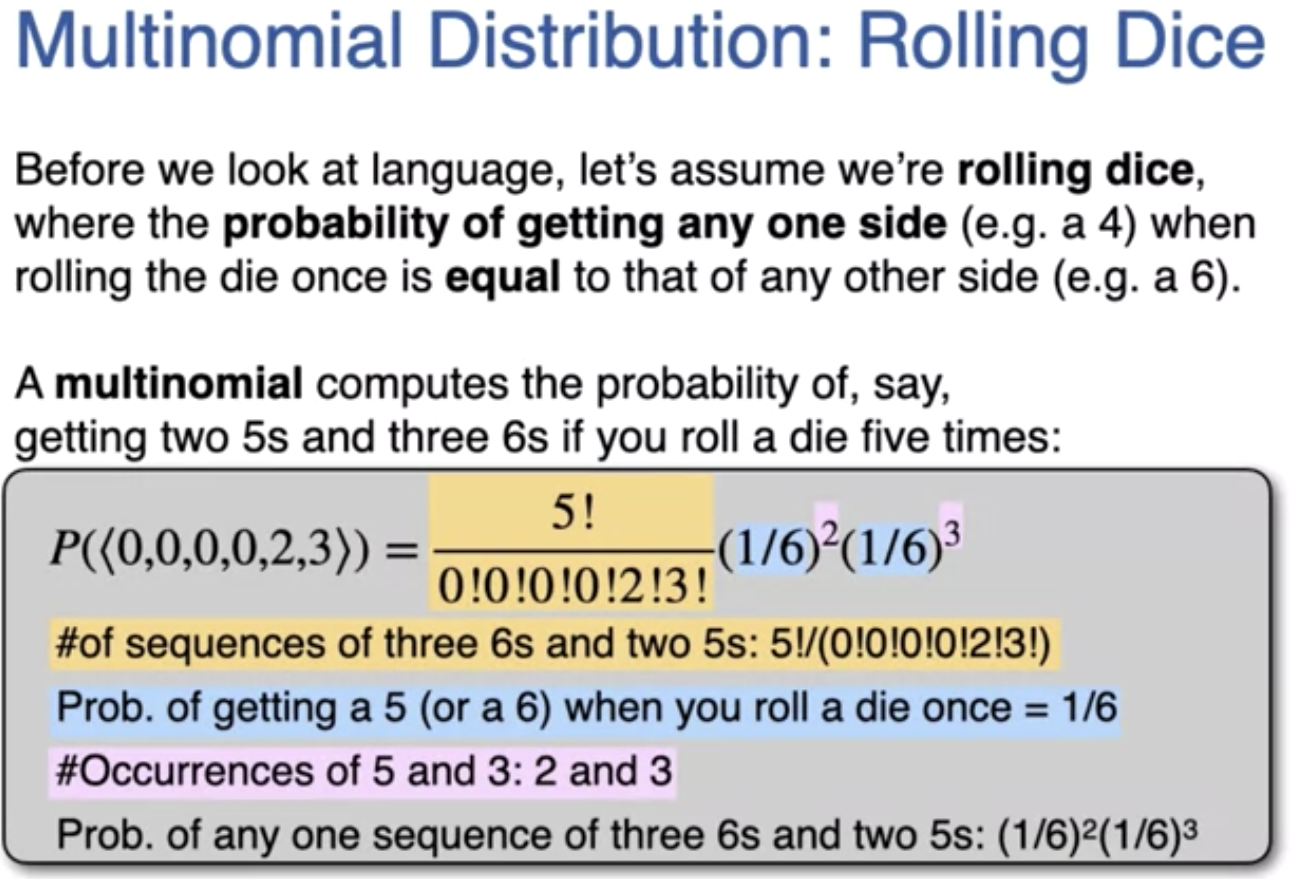 Multinomial Distribution: Rolling Dice
Before we look at language, let’s assume we’re rolling dice,
where the probability of getting any one side (e.g. a 4) when
rolling the die once is equal to that of any other side (e.g. a 6).
A multinomial computes the probability of, say,
getting two 5s and three 6s if you roll a die five times:
P(⟨0,0,0,0,2,3⟩) = 5! / 0!0!0!0!2!3! (1/6)²(1/6)³
#of sequences of three 6s and two 5s: 5!/(0!0!0!0!2!3!)
Prob. of getting a 5 (or a 6) when you roll a die once = 1/6
#Occurrences of 5 and 3: 2 and 3
Prob. of any one sequence of three 6s and two 5s: (1/6)²(1/6)³